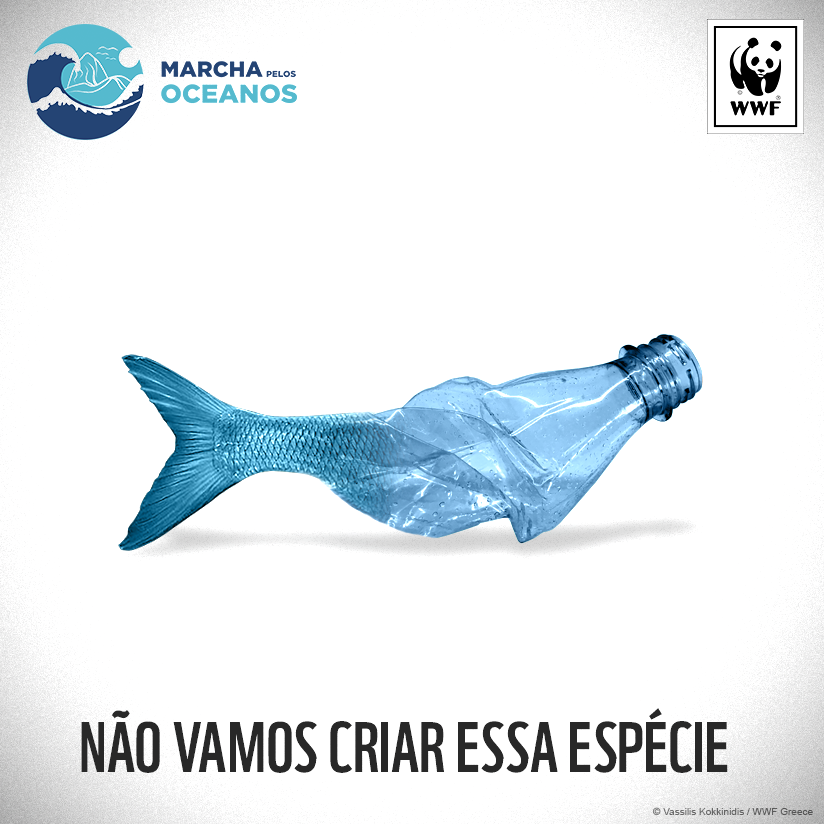 MARCHA PELOS
OCEANOS
WWF
NÃO VAMOS CRIAR ESSA ESPÉCIE
© Vassilis Kokkinidis / WWF Greece